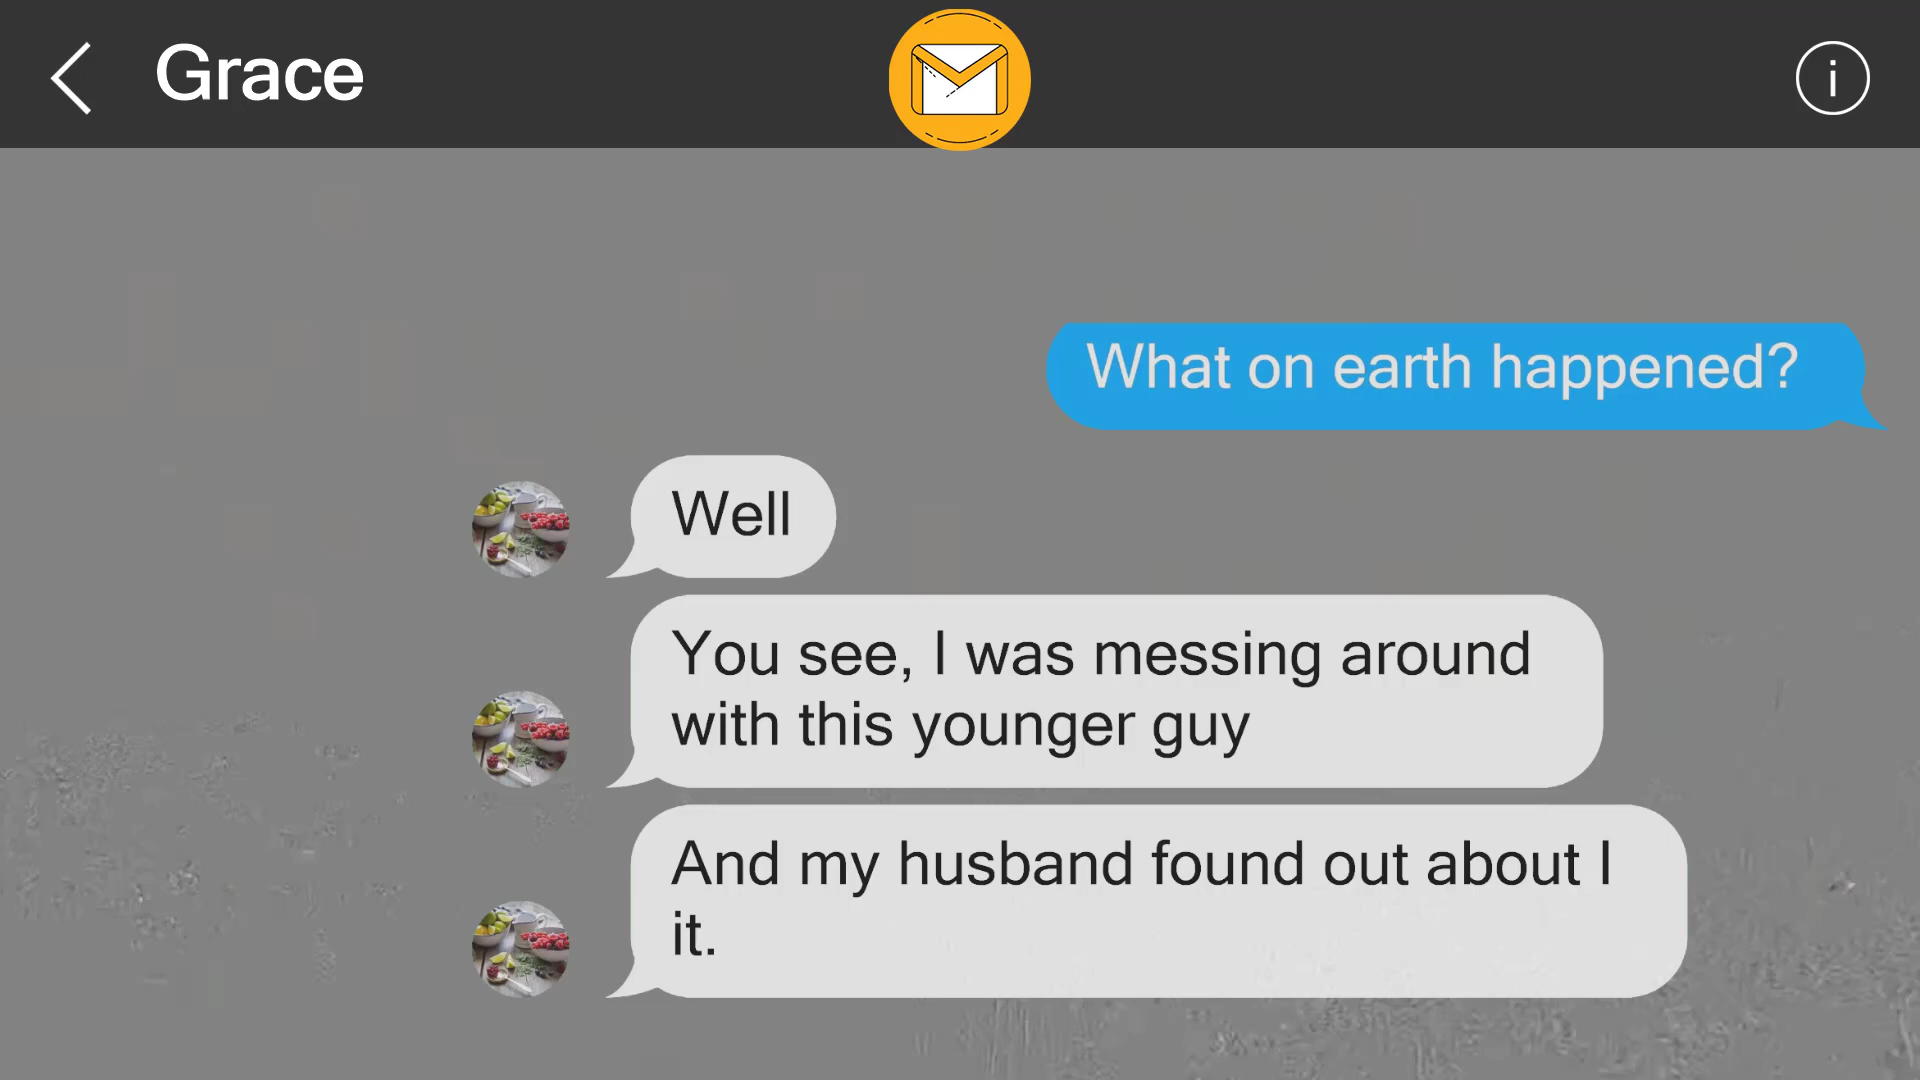 Grace
i
What on earth happened?
Well
You see, I was messing around
with this younger guy
And my husband found out about I
it.